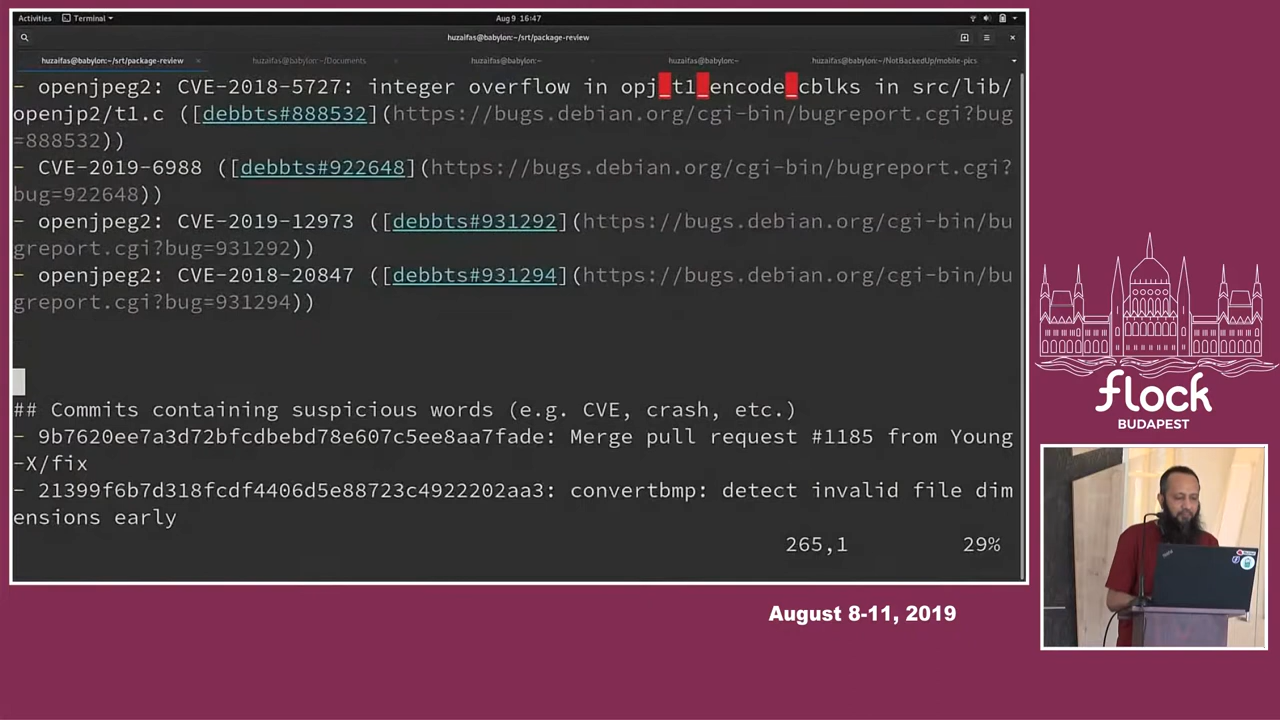 Activities
Terminal
Aug 9 16:47
huzaifas@babylon:~/srt/package-review
huzaifas@babylon:~/srt/package-review
huzaifas@babylon:~/Documents
huzaifas@babylon:~
huzaifas@babylon:~
huzaifas@babylon:~/NotBackedUp/mobile-pics
- openjpeg2: CVE-2018-5727: integer overflow in opj_t1_encode_cblks in src/lib/
openjp2/t1.c ([debbts#888532](https://bugs.debian.org/cgi-bin/bugreport.cgi?bug
=888532))
- CVE-2019-6988 ([debbts#922648](https://bugs.debian.org/cgi-bin/bugreport.cgi?
bug=922648))
- openjpeg2: CVE-2019-12973 ([debbts#931292](https://bugs.debian.org/cgi-bin/bu
greport.cgi?bug=931292))
- openjpeg2: CVE-2018-20847 ([debbts#931294](https://bugs.debian.org/cgi-bin/bu
greport.cgi?bug=931294))
## Commits containing suspicious words (e.g. CVE, crash, etc.)
- 9b7620ee7a3d72bfcdbebd78e607c5ee8aa7fade: Merge pull request #1185 from Young
-X/fix
- 21399f6b7d318fcdf4406d5e88723c4922202aa3: convertbmp: detect invalid file dim
ensions early
265,1
29%
flock
BUDAPEST
August 8-11, 2019